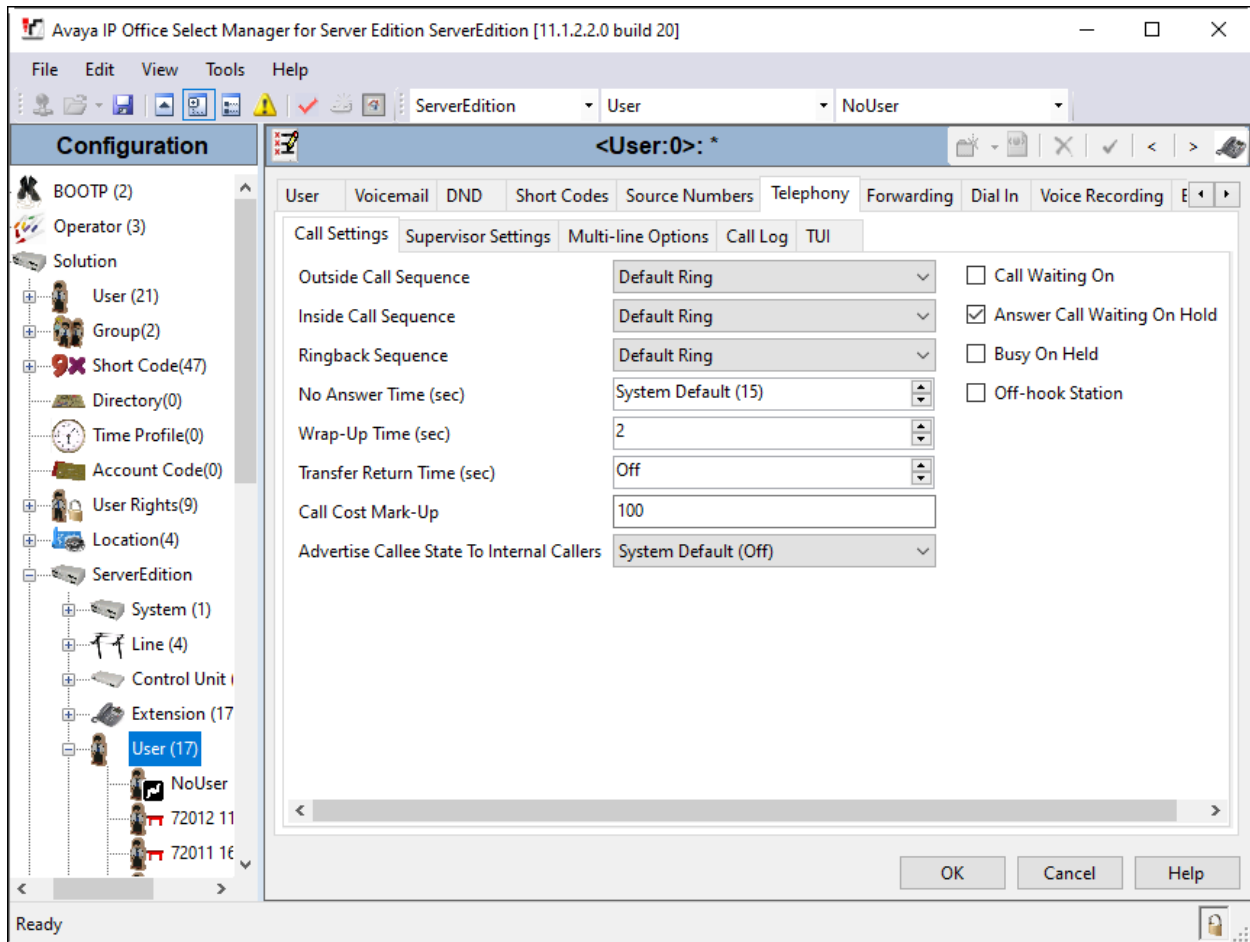 Avaya IP Office Select Manager for Server Edition ServerEdition [11.1.2.2.0 build 20]
File Edit View Tools Help
ServerEdition User NoUser
Configuration
BOOTP (2)
Operator (3)
Solution
User (21)
Group(2)
Short Code(47)
Directory(0)
Time Profile(0)
Account Code(0)
User Rights(9)
Location(4)
ServerEdition
System (1)
Line (4)
Control Unit
Extension (17
User (17)
NoUser
72012 11
72011 16
<User:0>: *
User Voicemail DND Short Codes Source Numbers Telephony Forwarding Dial In Voice Recording
Call Settings Supervisor Settings Multi-line Options Call Log TUI
Outside Call Sequence Default Ring Call Waiting On
Inside Call Sequence Default Ring Answer Call Waiting On Hold
Ringback Sequence Default Ring Busy On Held
No Answer Time (sec) System Default (15) Off-hook Station
Wrap-Up Time (sec) 2
Transfer Return Time (sec) Off
Call Cost Mark-Up 100
Advertise Callee State To Internal Callers System Default (Off)
OK Cancel Help
Ready